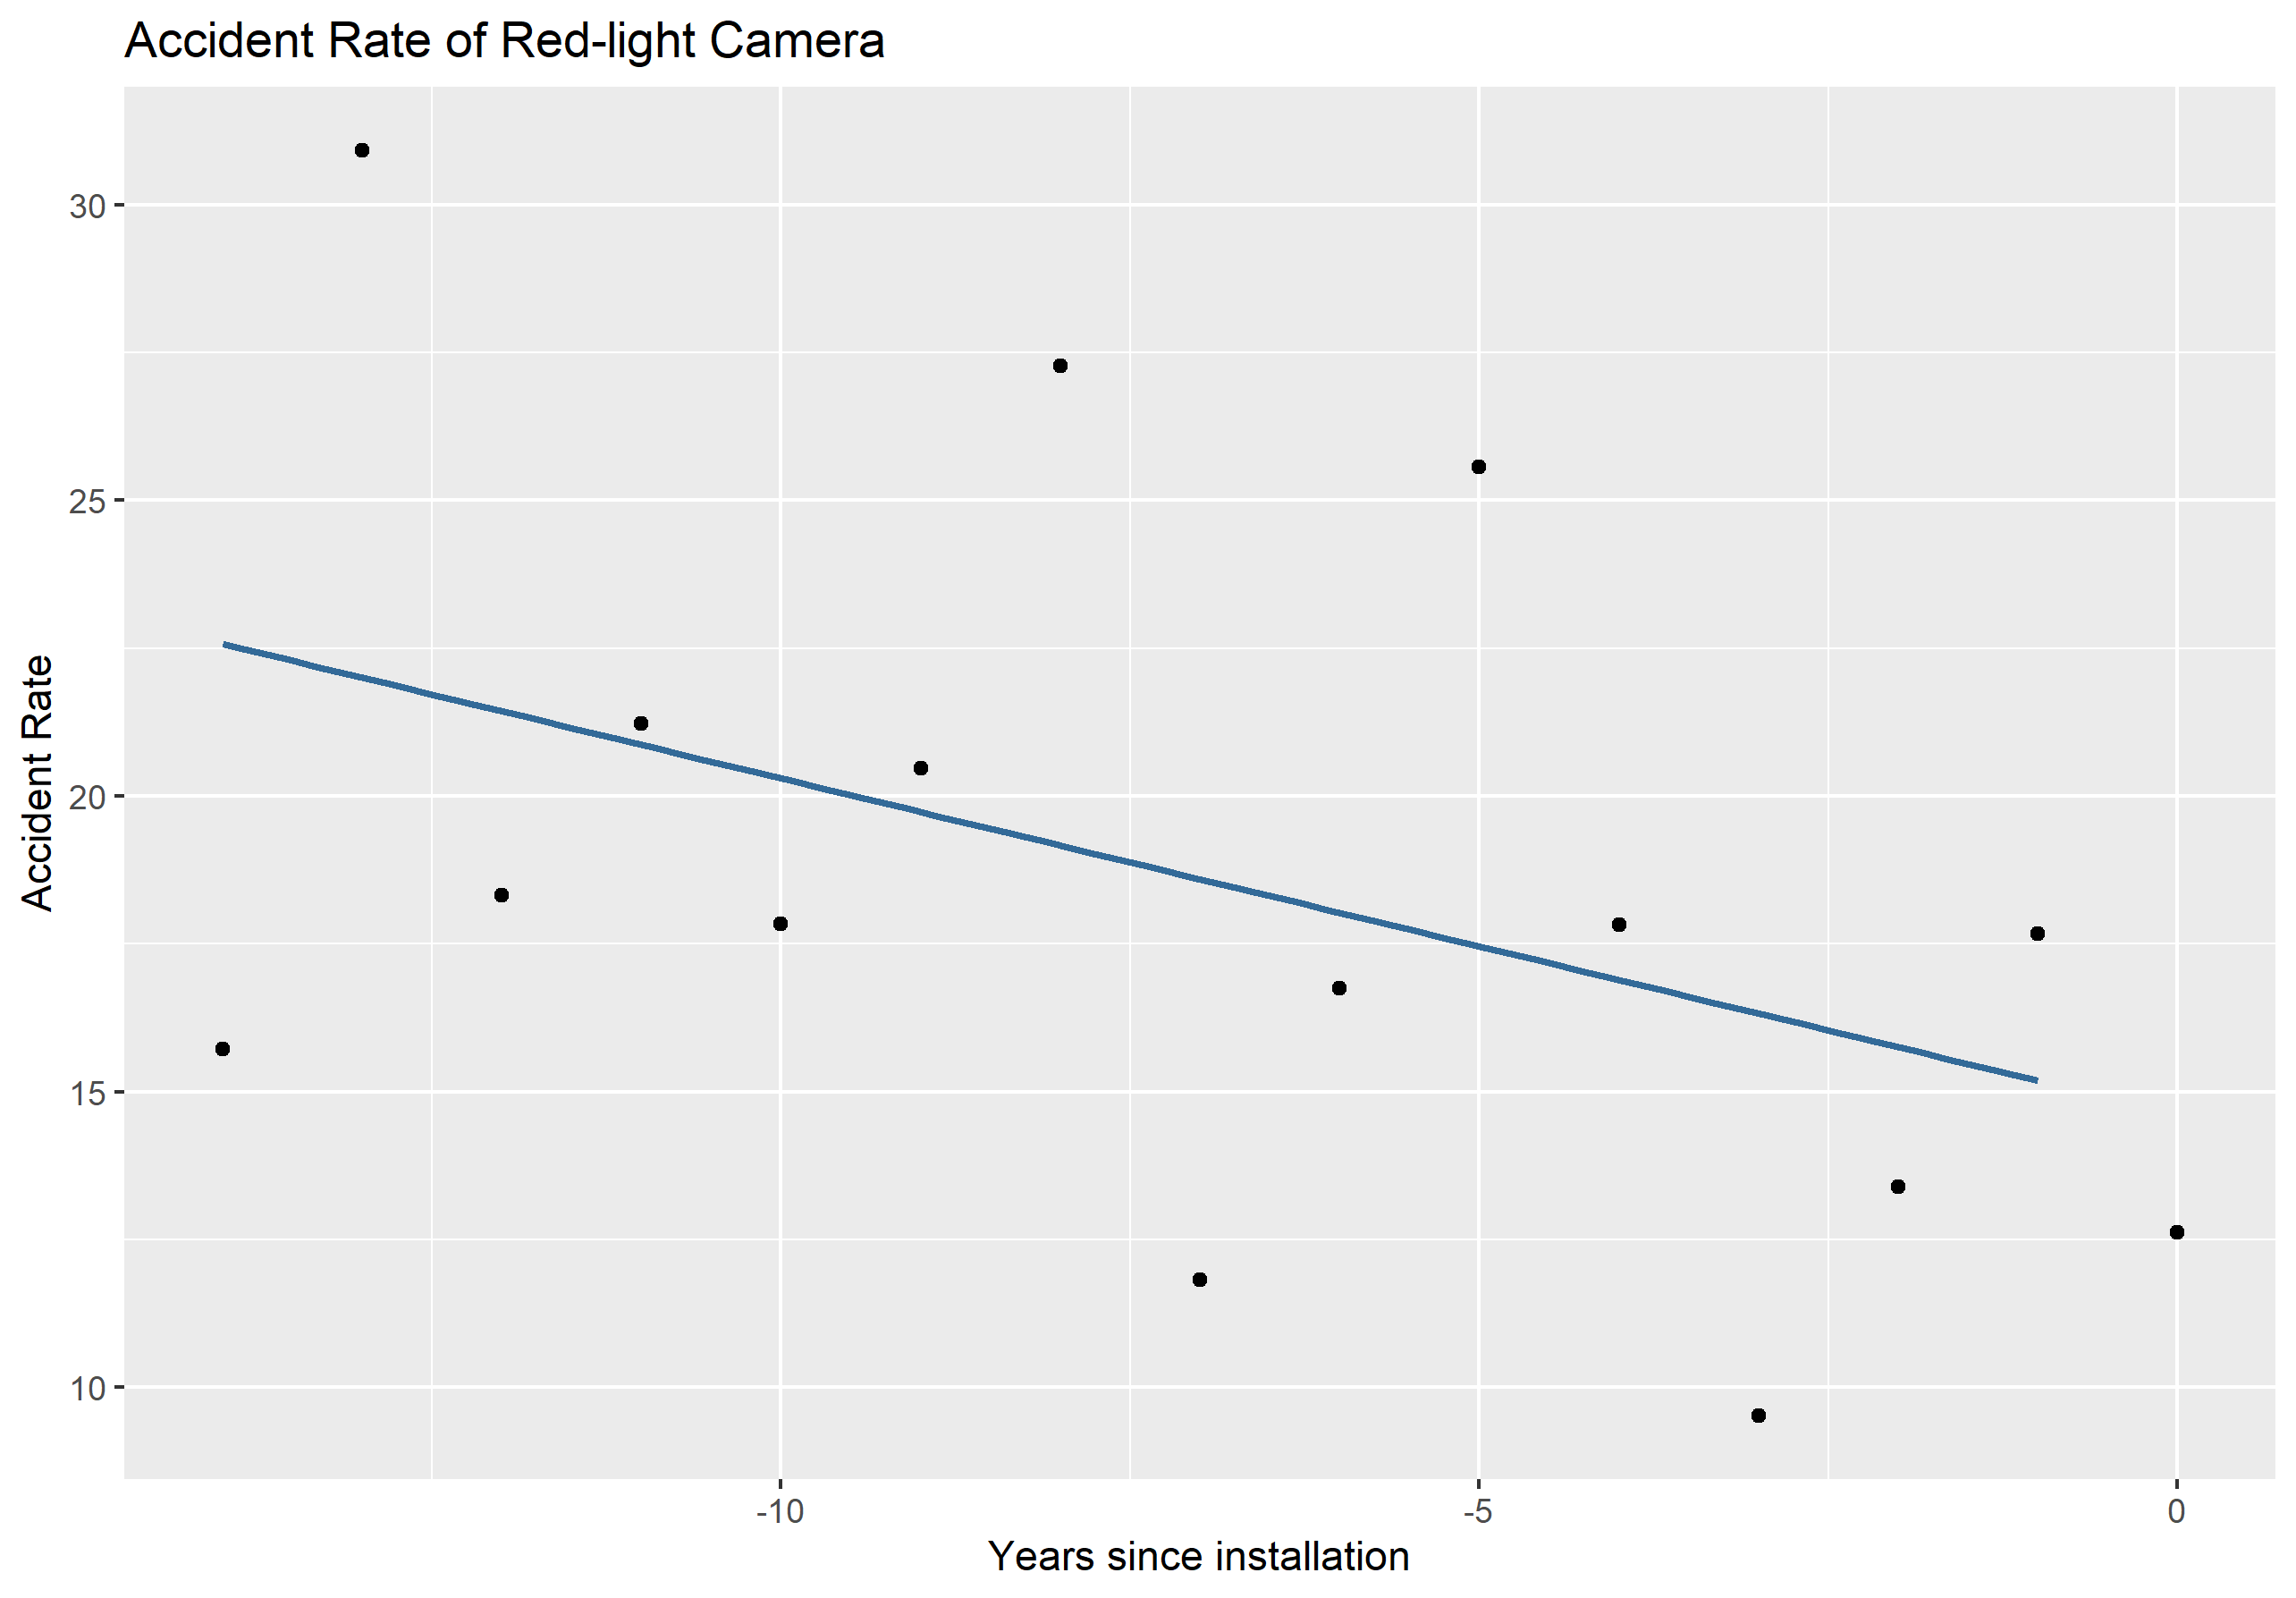 Accident Rate of Red-light Camera
30
25
20
15
10
Accident Rate
-10
-5
0
Years since installation